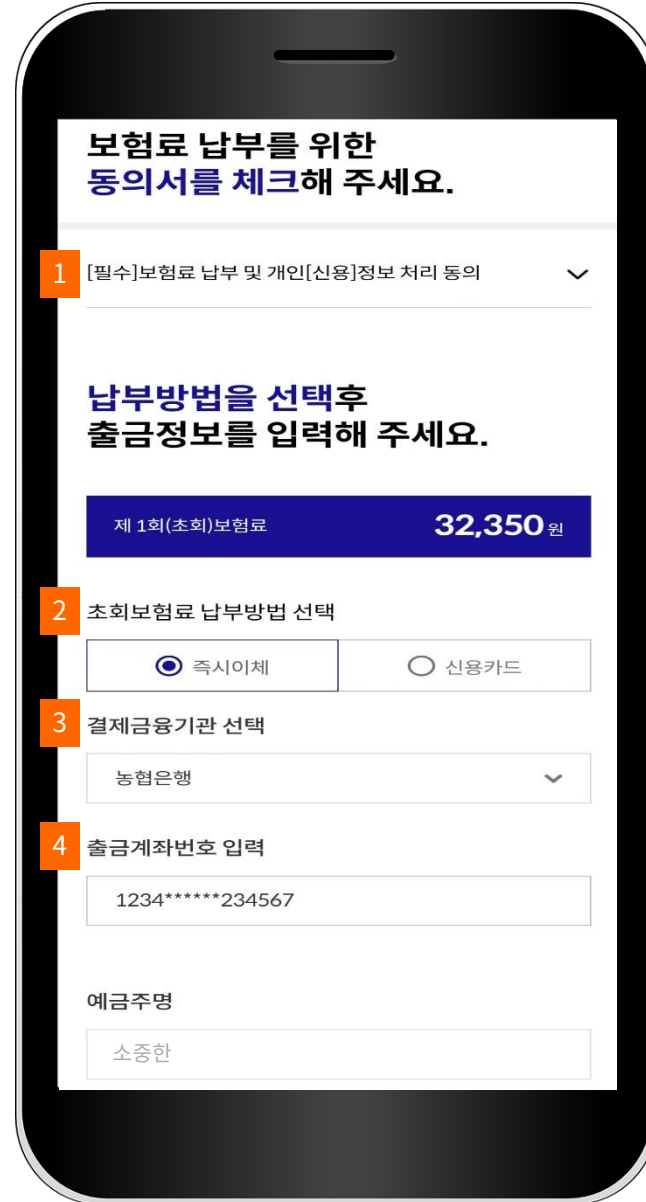 보험료 납부를 위한
동의서를 체크해 주세요.
1 [필수]보험료 납부 및 개인[신용]정보 처리 동의
납부방법을 선택후
출금정보를 입력해 주세요.
제 1회(초회)보험료 32,350 원
2 초회보험료 납부방법 선택
즉시이체 신용카드
3 결제금융기관 선택
농협은행
4 출금계좌번호 입력
1234******234567
예금주명
소중한